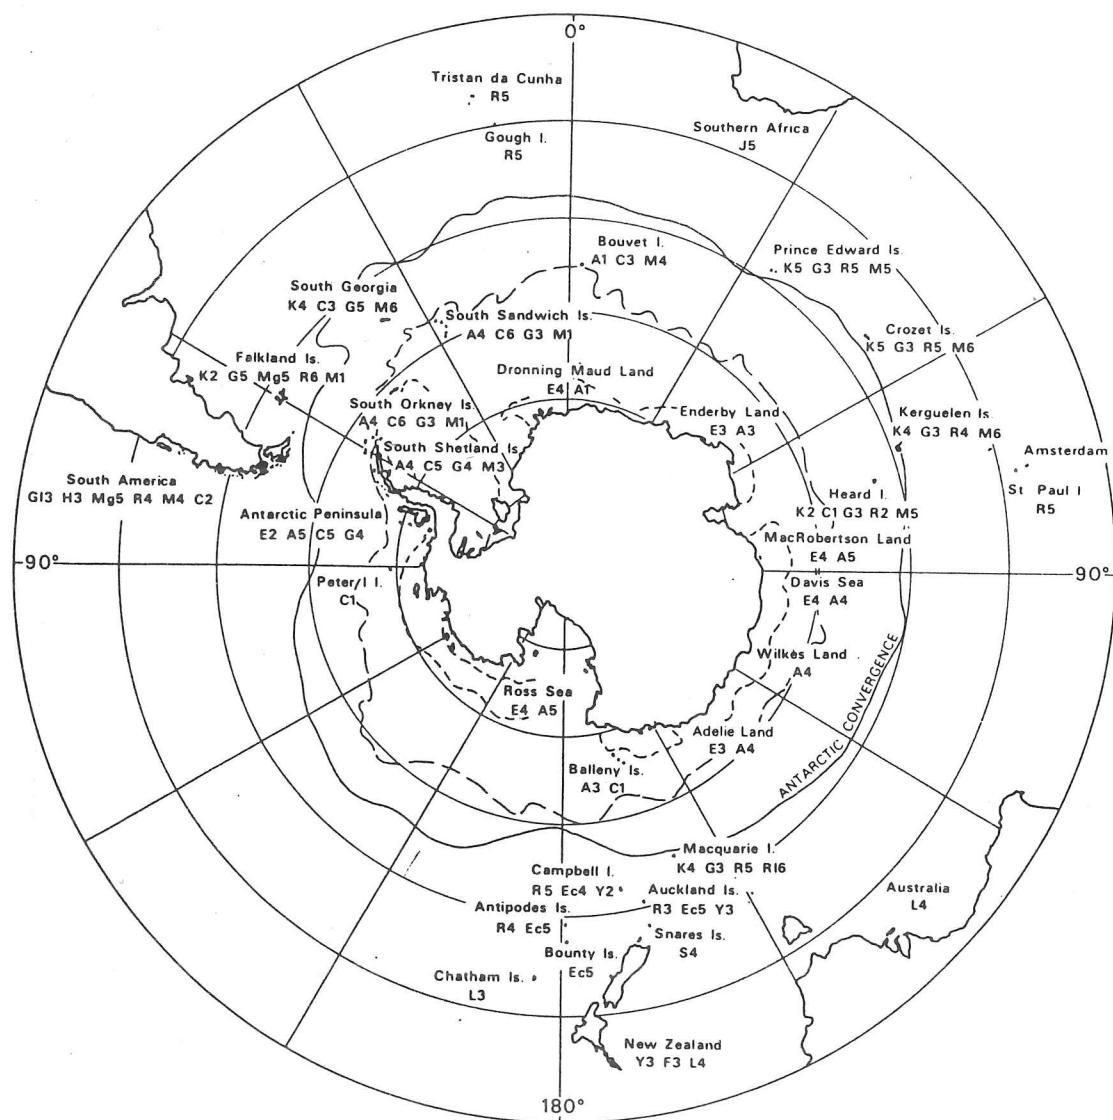 0°
Tristan da Cunha
R5
Gough I.
R5
Southern Africa
J5
Bouvet I.
A1 C3 M4
Prince Edward Is.
K5 G3 R5 M5
South Georgia
K4 C3 G5 M6
South Sandwich Is.
A4 C6 G3 M1
Crozet Is.
K5 G3 R5 M6
Falkland Is.
K2 G5 Mg5 R6 M1
Dronning Maud Land
E4 A1
South Orkney Is.
A4 C6 G3 M1
Enderby Land
E3 A3
Kerguelen Is.
K4 G3 R4 M6
South Shetland Is.
A4 C5 G4 M3
Amsterdam
St Paul I
R5
South America
Gl3 H3 Mg5 R4 M4 C2
Heard I.
K2 C1 G3 R2 M5
Antarctic Peninsula
E2 A5 C5 G4
MacRobertson Land
E4 A5
90°
90°
Peter I I.
C1
Davis Sea
E4 A4
Wilkes Land
A4
Ross Sea
E4 A5
Adelie Land
E3 A4
ANTARCTIC CONVERGENCE
Balleny Is.
A3 C1
Macquarie I.
K4 G3 R5 Rl6
Campbell I.
R5 Ec4 Y2
Auckland Is.
R3 Ec5 Y3
Australia
L4
Antipodes Is.
R4 Ec5
Snares Is.
S4
Bounty Is.
Ec5
Chatham Is.
L3
New Zealand
Y3 F3 L4
180°